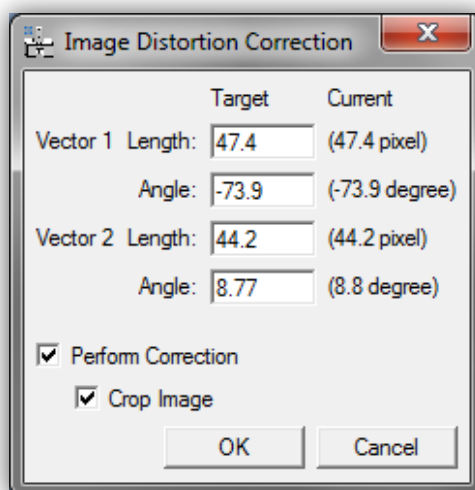 Image Distortion Correction
Target Current
Vector 1 Length: 47.4 (47.4 pixel)
Angle: -73.9 (-73.9 degree)
Vector 2 Length: 44.2 (44.2 pixel)
Angle: 8.77 (8.8 degree)
Perform Correction
Crop Image
OK Cancel